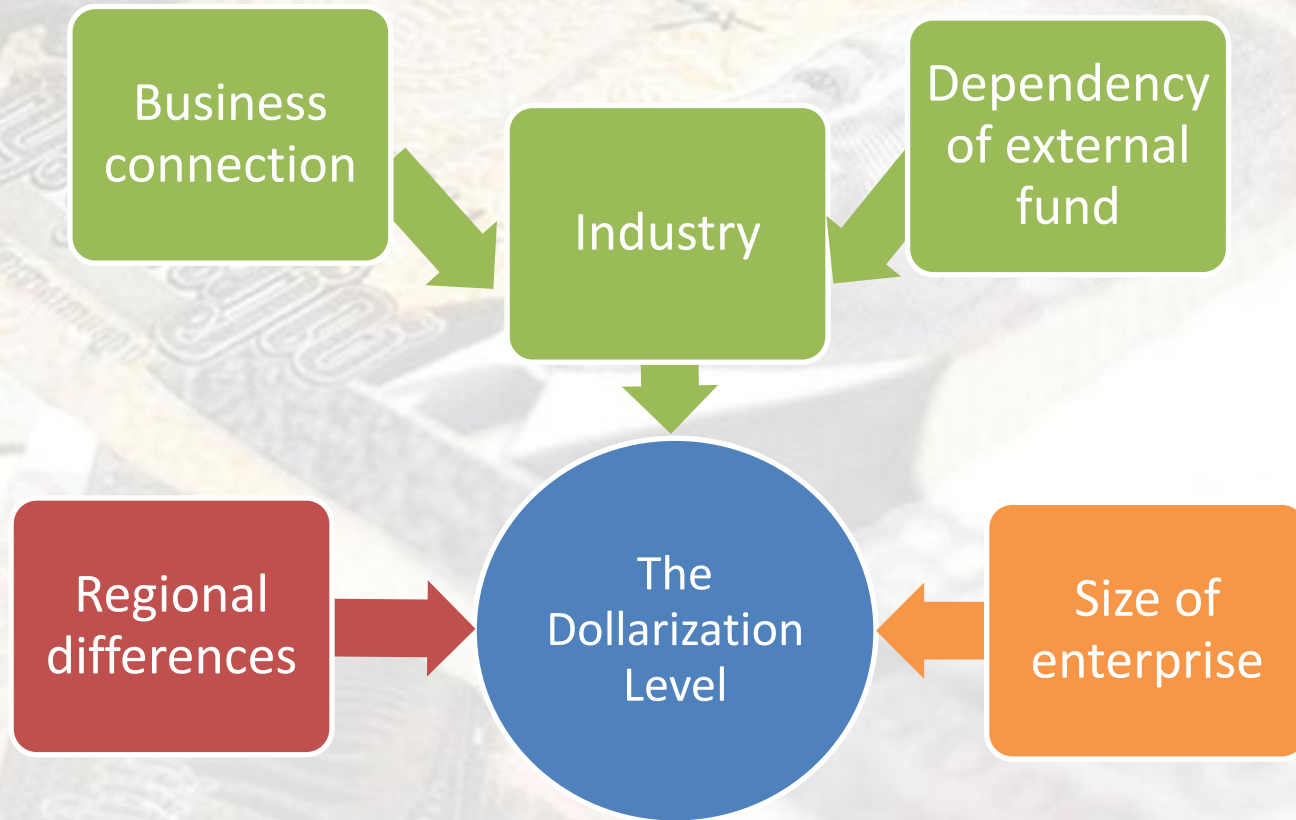 Business
connection
Industry
Dependency
of external
fund
Regional
differences
The
Dollarization
Level
Size of
enterprise